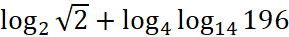 log₂ √2 + log₄ log₁₄ 196